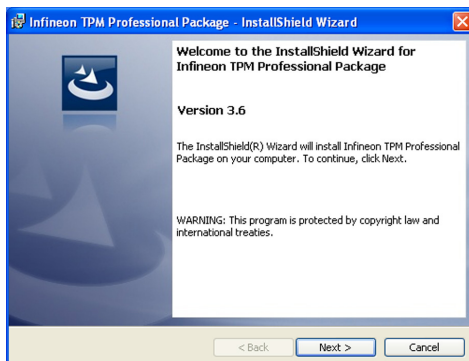 Infineon TPM Professional Package - InstallShield Wizard
Welcome to the InstallShield Wizard for
Infineon TPM Professional Package
Version 3.6
The InstallShield(R) Wizard will install Infineon TPM Professional
Package on your computer. To continue, click Next.
WARNING: This program is protected by copyright law and
international treaties.
< Back Next > Cancel